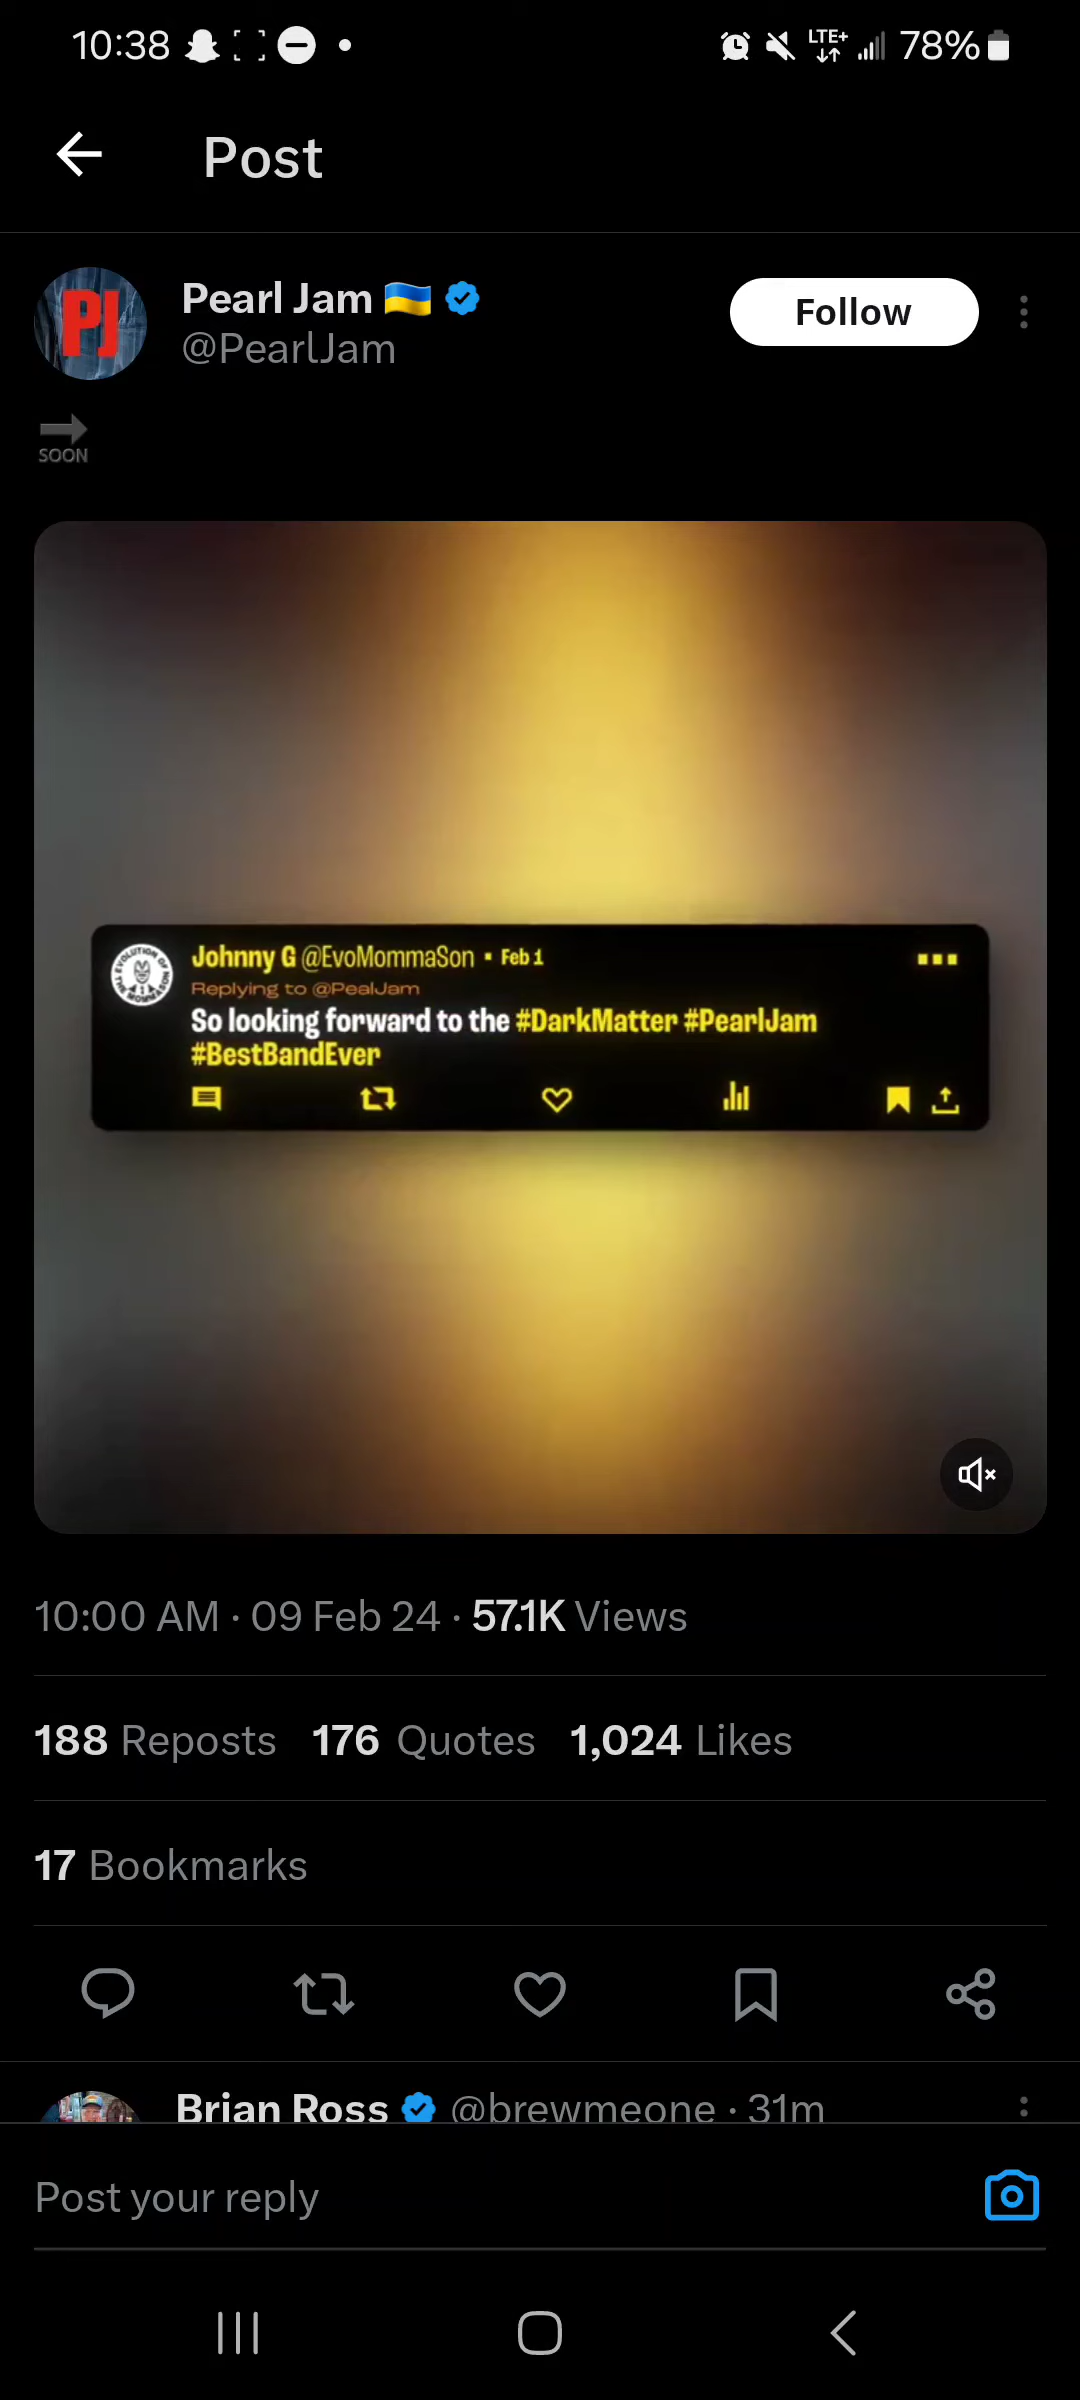 10:38 LTE+ 78%
Post
PJ Pearl Jam 🇺🇦 Follow
@PearlJam
SOON
Johnny G @EvoMommaSon • Feb 1
Replying to @PealJam
So looking forward to the #DarkMatter #PearlJam
#BestBandEver
10:00 AM · 09 Feb 24 · 57.1K Views
188 Reposts 176 Quotes 1,024 Likes
17 Bookmarks
Brian Ross @brewmeone · 31m
Post your reply